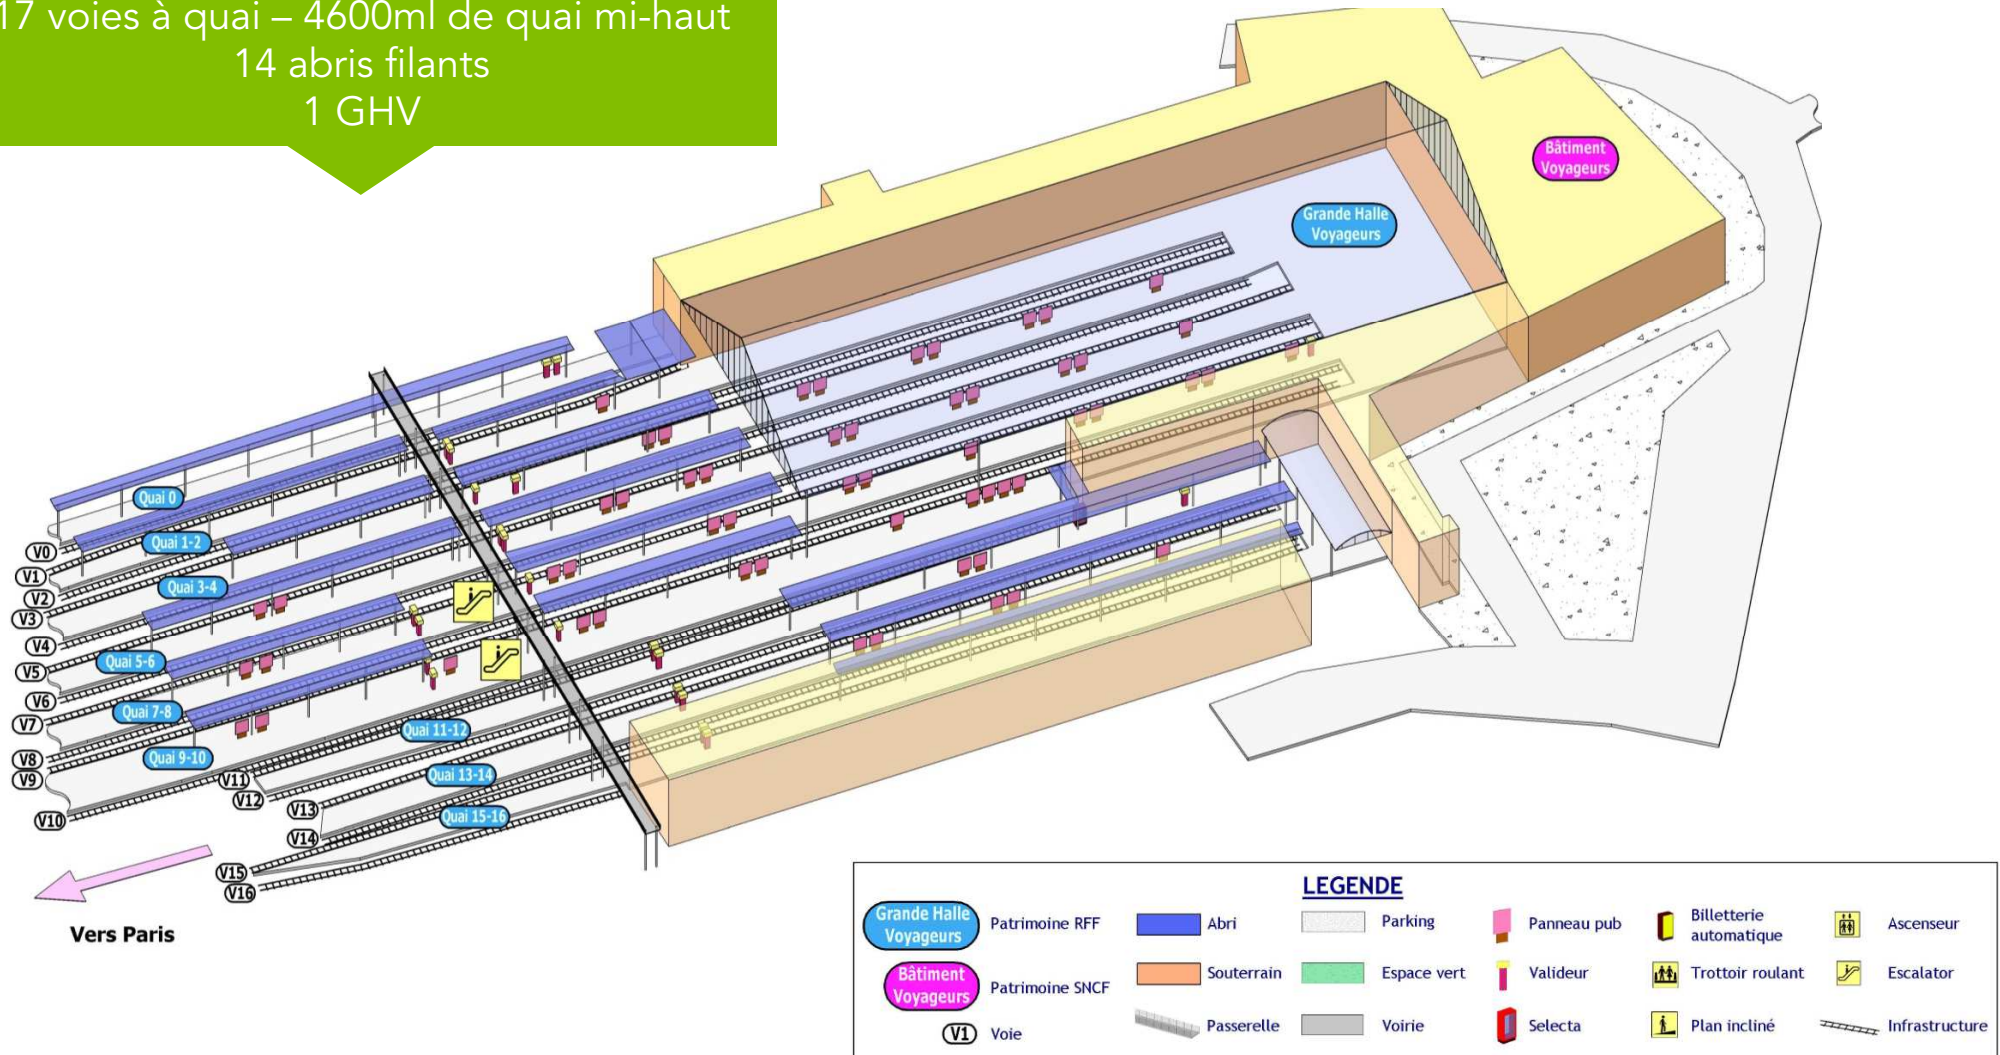 17 voies à quai – 4600ml de quai mi-haut
14 abris filants
1 GHV
Bâtiment
Voyageurs
Grande Halle
Voyageurs
Quai 0
Quai 1-2
Quai 3-4
Quai 5-6
Quai 7-8
Quai 9-10
Quai 11-12
Quai 13-14
Quai 15-16
V0
V1
V2
V3
V4
V5
V6
V7
V8
V9
V10
V11
V12
V13
V14
V15
V16
Vers Paris
LEGENDE
Grande Halle
Voyageurs
Patrimoine RFF
Bâtiment
Voyageurs
Patrimoine SNCF
V1
Voie
Abri
Souterrain
Passerelle
Parking
Espace vert
Voirie
Panneau pub
Valideur
Selecta
Billetterie
automatique
Trottoir roulant
Plan incliné
Ascenseur
Escalator
Infrastructure